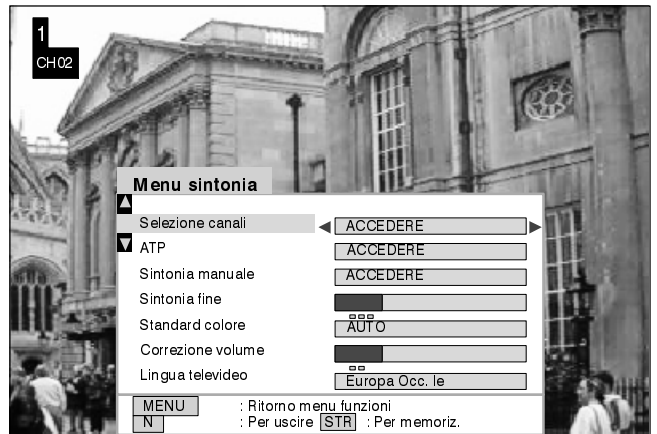 1
CH02
Menu sintonia
Selezione canali ACCEDERE
ATP ACCEDERE
Sintonia manuale ACCEDERE
Sintonia fine
Standard colore AUTO
Correzione volume
Lingua televideo Europa Occ. le
MENU : Ritorno menu funzioni
N : Per uscire STR : Per memoriz.